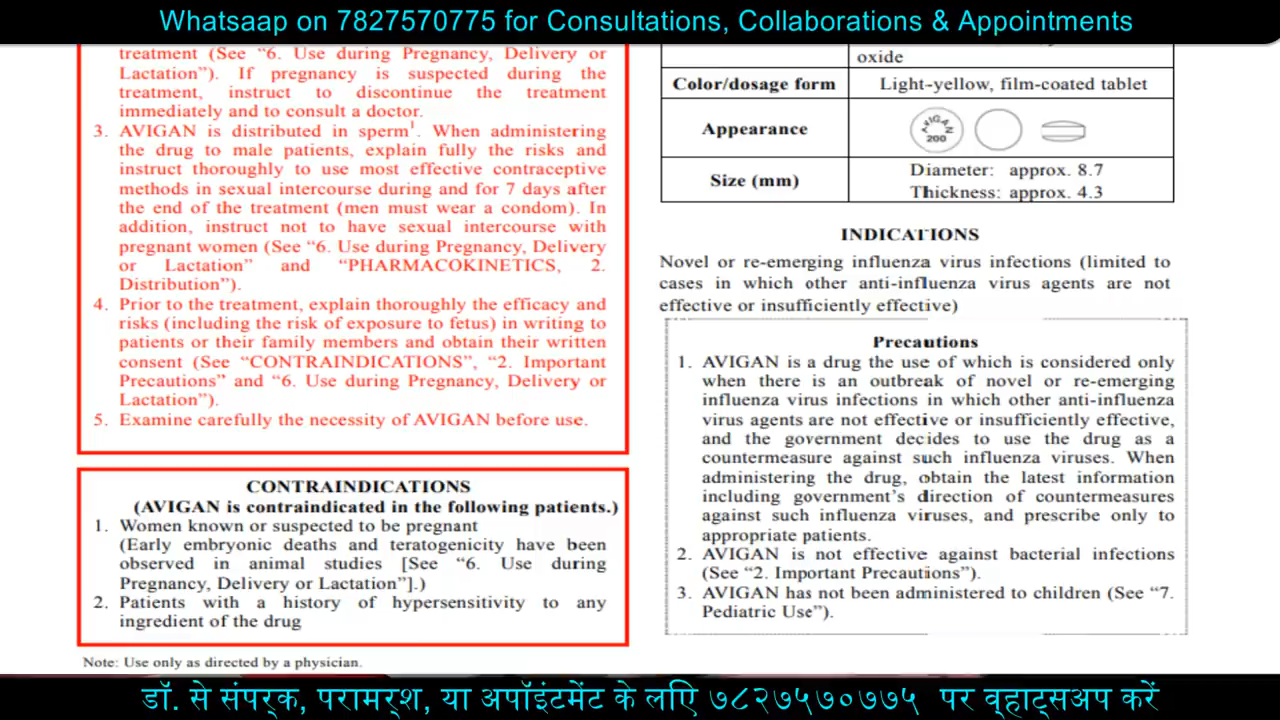 Whatsaap on 7827570775 for Consultations, Collaborations & Appointments
treatment (See “6. Use during Pregnancy, Delivery or
Lactation”). If pregnancy is suspected during the
treatment, instruct to discontinue the treatment
immediately and to consult a doctor.
3. AVIGAN is distributed in sperm1. When administering
the drug to male patients, explain fully the risks and
instruct thoroughly to use most effective contraceptive
methods in sexual intercourse during and for 7 days after
the end of the treatment (men must wear a condom). In
addition, instruct not to have sexual intercourse with
pregnant women (See “6. Use during Pregnancy, Delivery
or Lactation” and “PHARMACOKINETICS, 2.
Distribution”).
4. Prior to the treatment, explain thoroughly the efficacy and
risks (including the risk of exposure to fetus) in writing to
patients or their family members and obtain their written
consent (See “CONTRAINDICATIONS”, “2. Important
Precautions” and “6. Use during Pregnancy, Delivery or
Lactation”).
5. Examine carefully the necessity of AVIGAN before use.
CONTRAINDICATIONS
(AVIGAN is contraindicated in the following patients.)
1. Women known or suspected to be pregnant
(Early embryonic deaths and teratogenicity have been
observed in animal studies [See “6. Use during
Pregnancy, Delivery or Lactation”].)
2. Patients with a history of hypersensitivity to any
ingredient of the drug
Note: Use only as directed by a physician.
oxide
Color/dosage form Light-yellow, film-coated tablet
Appearance AVIGAN 200
Size (mm) Diameter: approx. 8.7
Thickness: approx. 4.3
INDICATIONS
Novel or re-emerging influenza virus infections (limited to
cases in which other anti-influenza virus agents are not
effective or insufficiently effective)
Precautions
1. AVIGAN is a drug the use of which is considered only
when there is an outbreak of novel or re-emerging
influenza virus infections in which other anti-influenza
virus agents are not effective or insufficiently effective,
and the government decides to use the drug as a
countermeasure against such influenza viruses. When
administering the drug, obtain the latest information
including government’s direction of countermeasures
against such influenza viruses, and prescribe only to
appropriate patients.
2. AVIGAN is not effective against bacterial infections
(See “2. Important Precautions”).
3. AVIGAN has not been administered to children (See “7.
Pediatric Use”).
डॉ. से संपर्क, परामर्श, या अपॉइंटमेंट के लिए ७८२७५७०७७५ पर व्हाट्सअप करें